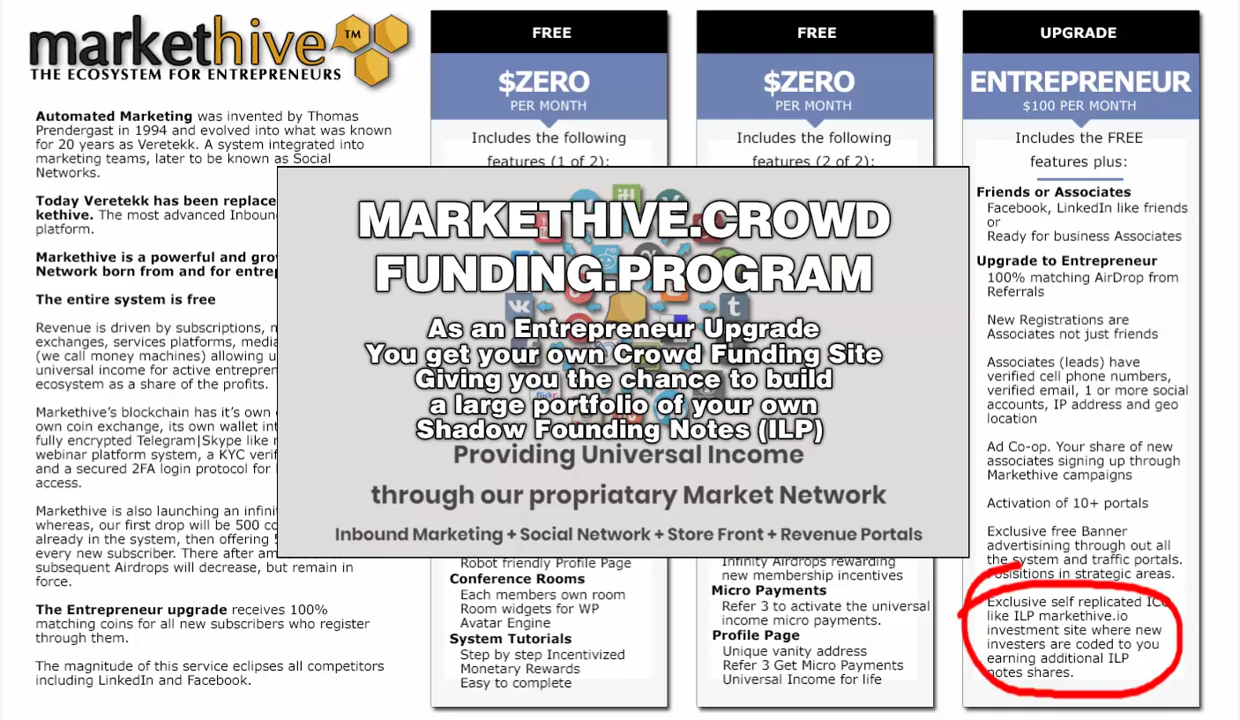 markethive
TM
THE ECOSYSTEM FOR ENTREPRENEURS
Automated Marketing was invented by Thomas
Prendergast in 1994 and evolved into what was known
for 20 years as Veretekk. A system integrated into
marketing teams, later to be known as Social
Networks.
Today Veretekk has been replace
kethive. The most advanced Inboun
platform.
Markethive is a powerful and gro
Network born from and for entrep
The entire system is free
Revenue is driven by subscriptions,
exchanges, services platforms, media
(we call money machines) allowing u
universal income for active entrepren
ecosystem as a share of the profits.
Markethive's blockchain has it's own
own coin exchange, its own wallet int
fully encrypted Telegram|Skype like
webinar platform system, a KYC verif
and a secured 2FA login protocol for
access.
Markethive is also launching an infinit
whereas, our first drop will be 500 co
already in the system, then offering
every new subscriber. There after am
subsequent Airdrops will decrease, but remain in
force.
The Entrepreneur upgrade receives 100%
matching coins for all new subscribers who register
through them.
The magnitude of this service eclipses all competitors
including LinkedIn and Facebook.
FREE
$ZERO
PER MONTH
Includes the following
features (1 of 2):
Robot friendly Profile Page
Conference Rooms
Each members own room
Room widgets for WP
Avatar Engine
System Tutorials
Step by step Incentivized
Monetary Rewards
Easy to complete
FREE
$ZERO
PER MONTH
Includes the following
features (2 of 2):
Infinity Airdrops rewarding
new membership incentives
Micro Payments
Refer 3 to activate the universal
income micro payments.
Profile Page
Unique vanity address
Refer 3 Get Micro Payments
Universal Income for life
UPGRADE
ENTREPRENEUR
$100 PER MONTH
Includes the FREE
features plus:
Friends or Associates
Facebook, LinkedIn like friends
or
Ready for business Associates
Upgrade to Entrepreneur
100% matching AirDrop from
Referrals
New Registrations are
Associates not just friends
Associates (leads) have
verified cell phone numbers,
verified email, 1 or more social
accounts, IP address and geo
location
Ad Co-op. Your share of new
associates signing up through
Markethive campaigns
Activation of 10+ portals
Exclusive free Banner
advertisining through out all
the system and traffic portals.
Posisitions in strategic areas.
Exclusive self replicated ICO
like ILP markethive.io
investment site where new
investers are coded to you
earning additional ILP
notes shares.
MARKETHIVE.CROWD
FUNDING.PROGRAM
As an Entrepreneur Upgrade
You get your own Crowd Funding Site
Giving you the chance to build
a large portfolio of your own
Shadow Founding Notes (ILP)
Providing Universal Income
through our propriatary Market Network
Inbound Marketing + Social Network + Store Front + Revenue Portals